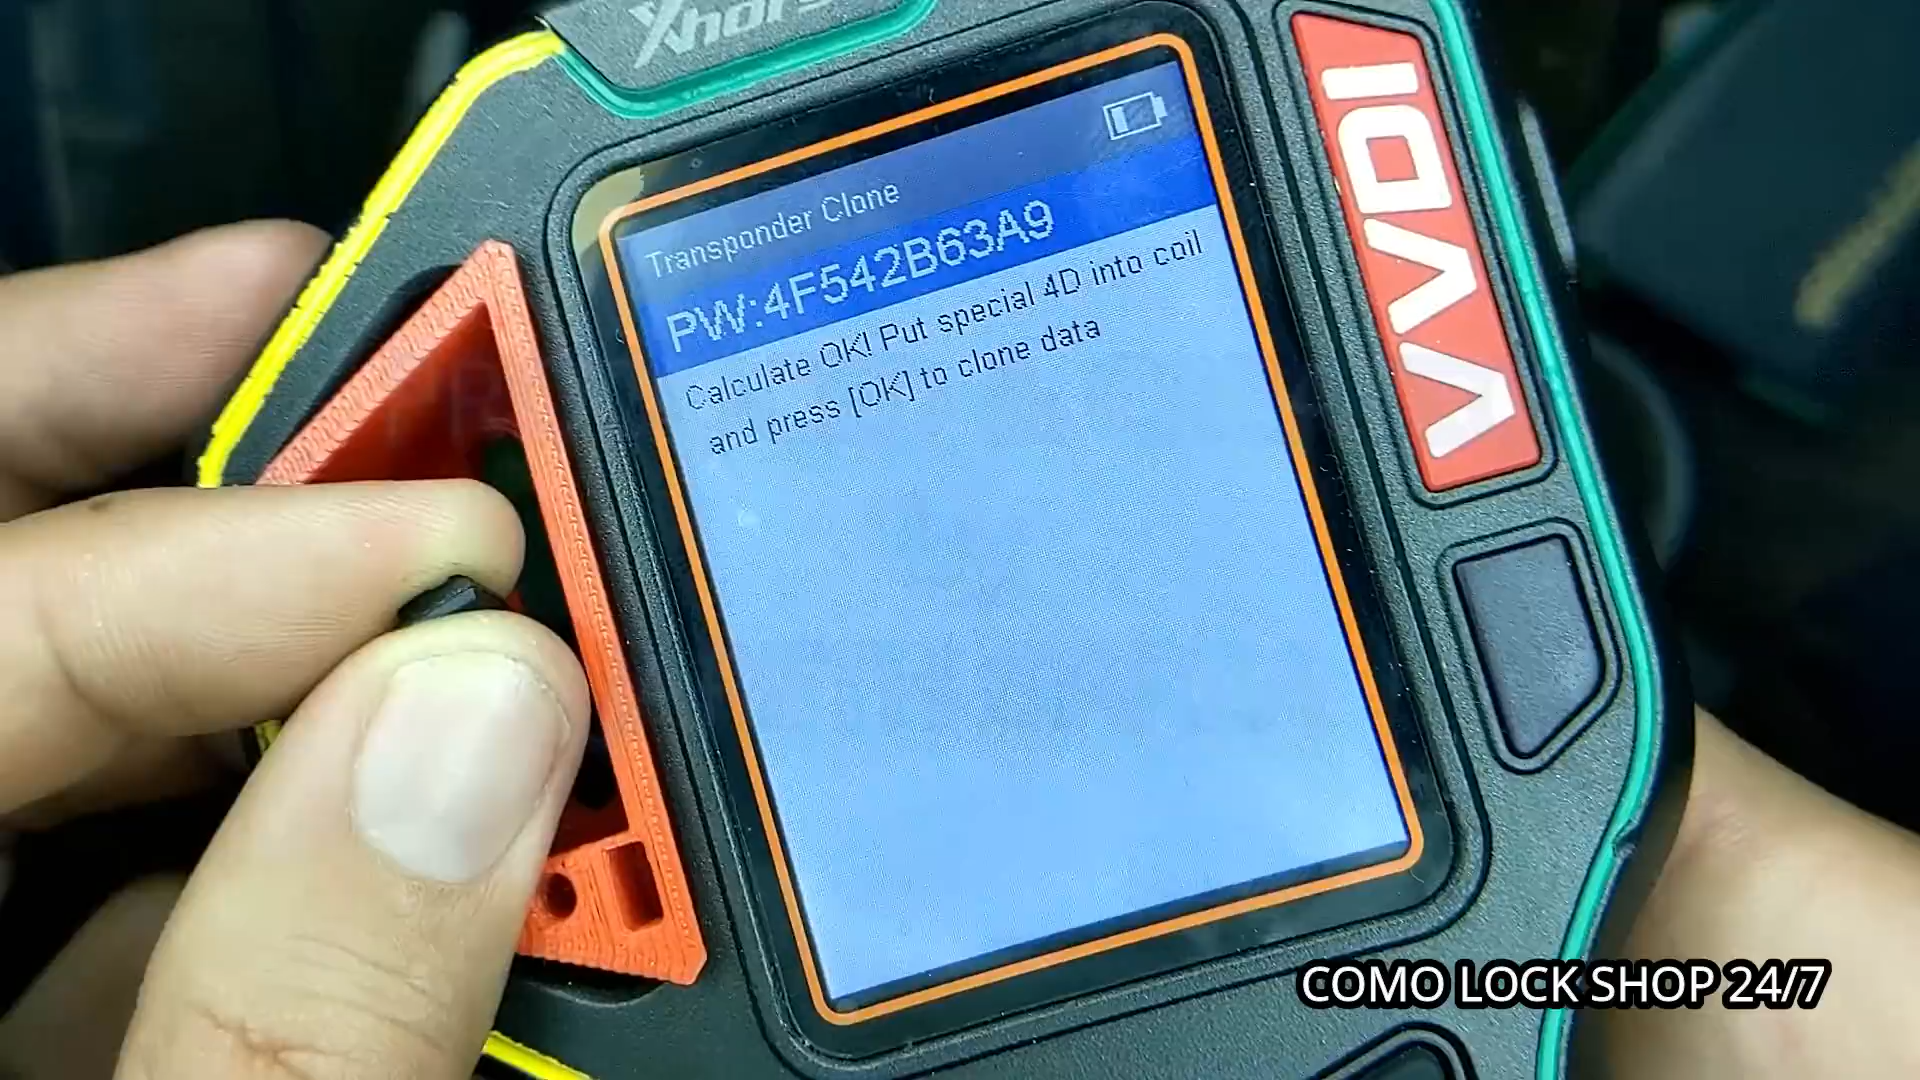 Xhorse
Transponder Clone
PW:4F542B63A9
Calculate OK! Put special 4D into coil
and press [OK] to clone data
VVDI
COMO LOCK SHOP 24/7